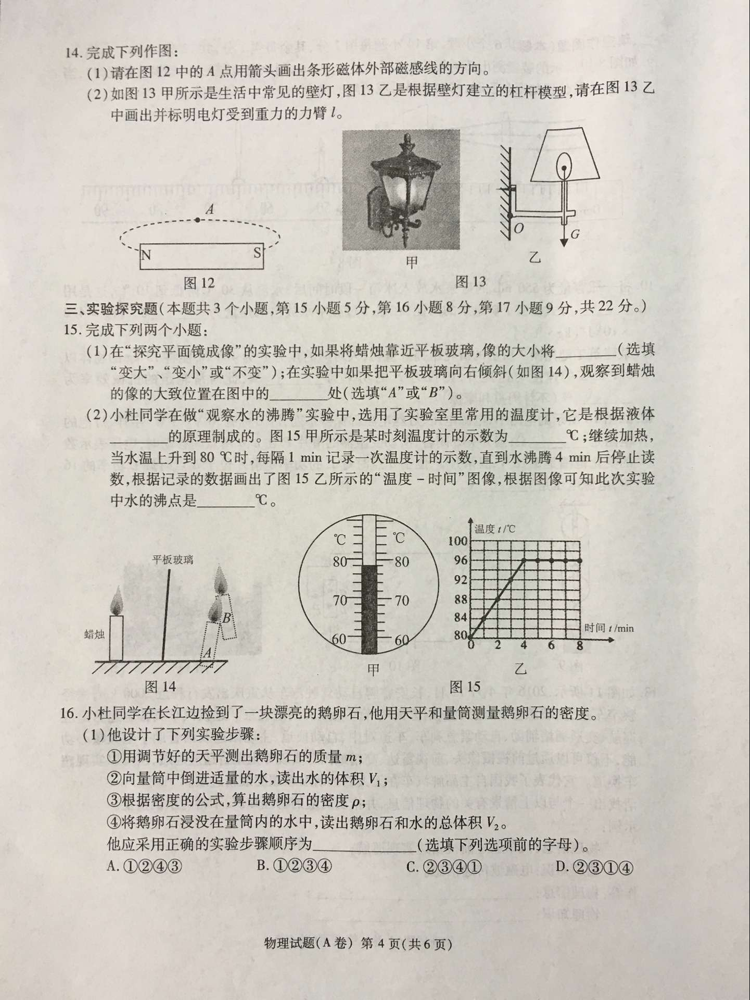 14. 完成下列作图：
(1)请在图 12 中的 A 点用箭头画出条形磁体外部磁感线的方向。
(2)如图 13 甲所示是生活中常见的壁灯,图 13 乙是根据壁灯建立的杠杆模型,请在图 13 乙
中画出并标明电灯受到重力的力臂 l。
A
N
S
图 12
甲
O
G
乙
图 13
三、实验探究题(本题共 3 个小题,第 15 小题 5 分,第 16 小题 8 分,第 17 小题 9 分,共 22 分。)
15. 完成下列两个小题：
(1)在“探究平面镜成像”的实验中,如果将蜡烛靠近平板玻璃,像的大小将________(选填
“变大”、“变小”或“不变”);在实验中如果把平板玻璃向右倾斜(如图 14),观察到蜡烛
的像的大致位置在图中的________处(选填“A”或“B”)。
(2)小杜同学在做“观察水的沸腾”实验中,选用了实验室里常用的温度计,它是根据液体
________的原理制成的。图 15 甲所示是某时刻温度计的示数为________℃;继续加热,
当水温上升到 80 ℃时,每隔 1 min 记录一次温度计的示数,直到水沸腾 4 min 后停止读
数,根据记录的数据画出了图 15 乙所示的“温度－时间”图像,根据图像可知此次实验
中水的沸点是________℃。
平板玻璃
蜡烛
B
A
图 14
℃ ℃
80 80
70 70
60 60
甲
温度 t/℃
100
96
92
88
84
80
0 2 4 6 8
时间 t/min
乙
图 15
16. 小杜同学在长江边捡到了一块漂亮的鹅卵石,他用天平和量筒测量鹅卵石的密度。
(1)他设计了下列实验步骤：
①用调节好的天平测出鹅卵石的质量 m;
②向量筒中倒进适量的水,读出水的体积 V₁;
③根据密度的公式,算出鹅卵石的密度 ρ;
④将鹅卵石浸没在量筒内的水中,读出鹅卵石和水的总体积 V₂。
他应采用正确的实验步骤顺序为______________(选填下列选项前的字母)。
A. ①②④③ B. ①②③④ C. ②③④① D. ②③①④
物理试题(A 卷) 第 4 页(共 6 页)